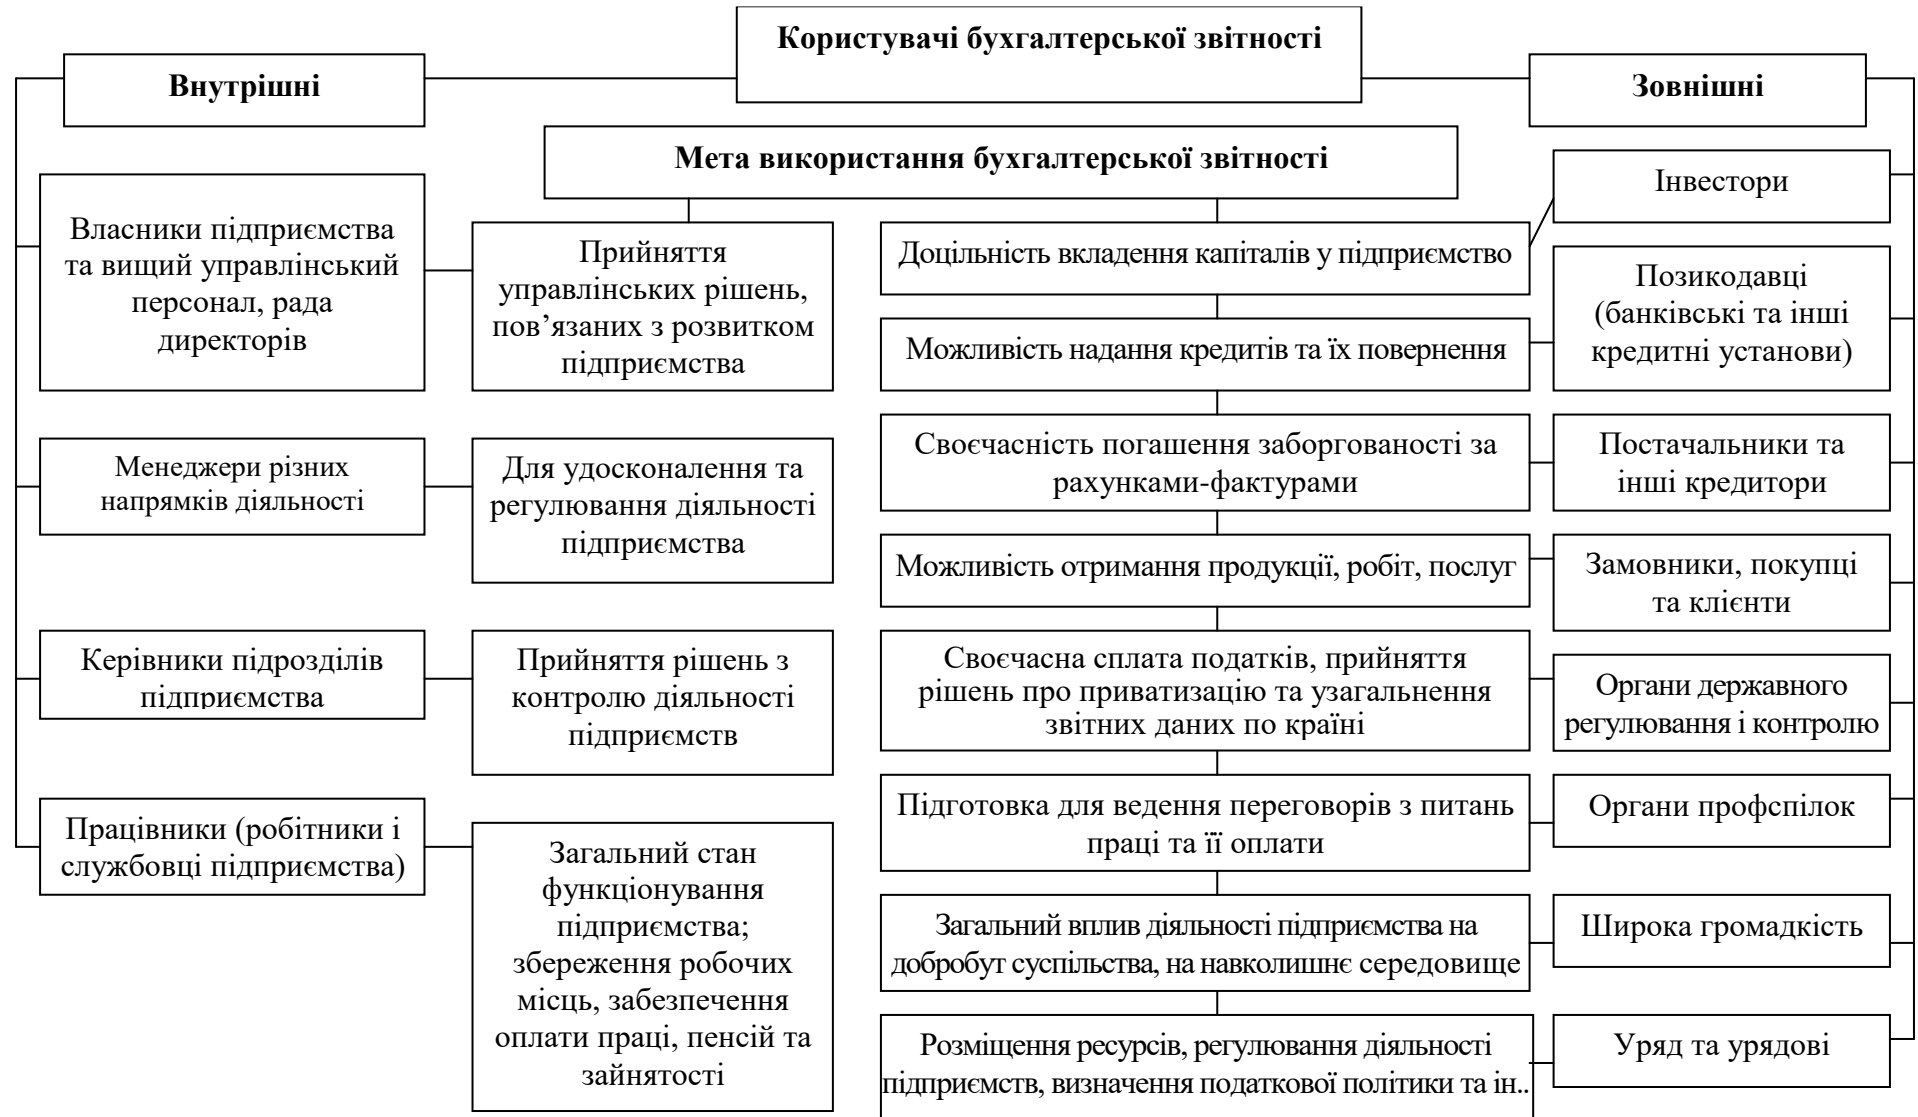 Користувачі бухгалтерської звітності
Внутрішні
Зовнішні
Мета використання бухгалтерської звітності
Власники підприємства
та вищий управлінський
персонал, рада
директорів
Прийняття
управлінських рішень,
пов’язаних з розвитком
підприємства
Менеджери різних
напрямків діяльності
Для удосконалення та
регулювання діяльності
підприємства
Керівники підрозділів
підприємства
Прийняття рішень з
контролю діяльності
підприємств
Працівники (робітники і
службовці підприємства)
Загальний стан
функціонування
підприємства;
збереження робочих
місць, забезпечення
оплати праці, пенсій та
зайнятості
Доцільність вкладення капіталів у підприємство
Інвестори
Можливість надання кредитів та їх повернення
Позикодавці
(банківські та інші
кредитні установи)
Своєчасність погашення заборгованості за
рахунками-фактурами
Постачальники та
інші кредитори
Можливість отримання продукції, робіт, послуг
Замовники, покупці
та клієнти
Своєчасна сплата податків, прийняття
рішень про приватизацію та узагальнення
звітних даних по країні
Органи державного
регулювання і контролю
Підготовка для ведення переговорів з питань
праці та її оплати
Органи профспілок
Загальний вплив діяльності підприємства на
добробут суспільства, на навколишнє середовище
Широка громадкість
Розміщення ресурсів, регулювання діяльності
підприємств, визначення податкової політики та ін..
Уряд та урядові